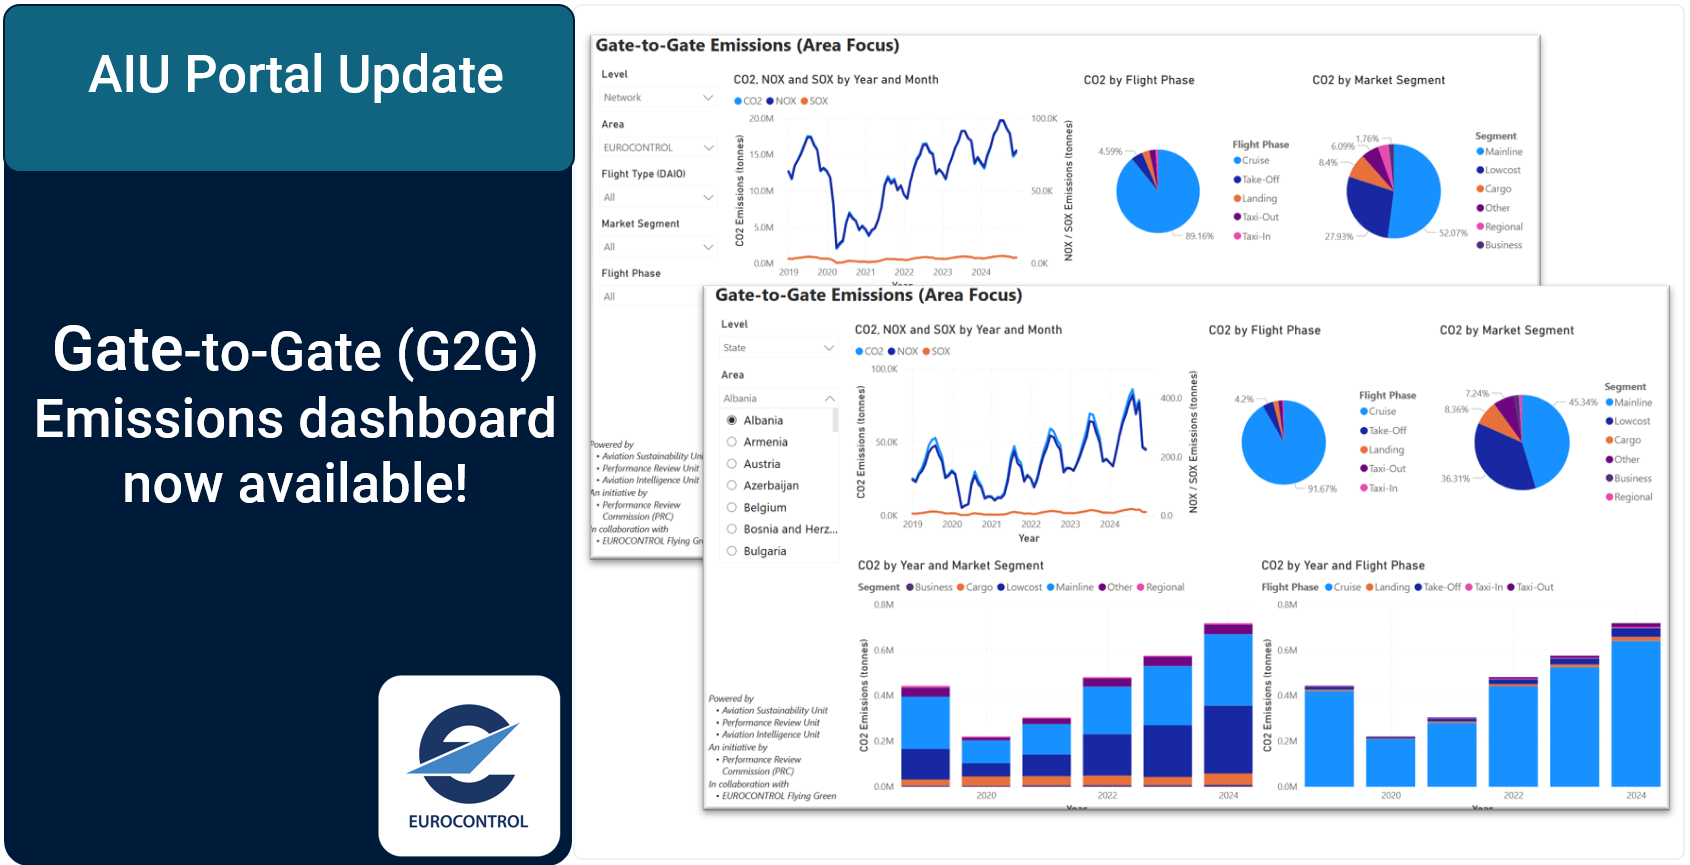 AIU Portal Update
Gate-to-Gate (G2G)
Emissions dashboard
now available!
EUROCONTROL
Gate-to-Gate Emissions (Area Focus)
Level
Network
Area
EUROCONTROL
Flight Type (DAIO)
All
Market Segment
All
Flight Phase
All
Powered by
• Aviation Sustainability Un
• Performance Review Unit
• Aviation Intelligence Unit
An initiative by
• Performance Review
Commission (PRC)
In collaboration with
• EUROCONTROL Flying Gr
CO2, NOX and SOX by Year and Month
CO2 NOX SOX
CO2 Emissions (tonnes)
20.0M
15.0M
10.0M
5.0M
0.0M
100.0K
50.0K
0.0K
NOX / SOX Emissions (tonnes)
2019 2020 2021 2022 2023 2024
Year
CO2 by Flight Phase
4.59%
89.16%
Flight Phase
Cruise
Take-Off
Landing
Taxi-Out
Taxi-In
CO2 by Market Segment
1.76%
6.09%
8.4%
27.93%
52.07%
Segment
Mainline
Lowcost
Cargo
Other
Regional
Business
Gate-to-Gate Emissions (Area Focus)
Level
State
Area
Albania
Albania
Armenia
Austria
Azerbaijan
Belgium
Bosnia and Herz...
Bulgaria
Powered by
• Aviation Sustainability Unit
• Performance Review Unit
• Aviation Intelligence Unit
An initiative by
• Performance Review
Commission (PRC)
In collaboration with
• EUROCONTROL Flying Green
CO2, NOX and SOX by Year and Month
CO2 NOX SOX
CO2 Emissions (tonnes)
100.0K
50.0K
0.0K
400.0
200.0
0.0
NOX / SOX Emissions (tonnes)
2019 2020 2021 2022 2023 2024
Year
CO2 by Flight Phase
4.2%
91.67%
Flight Phase
Cruise
Take-Off
Landing
Taxi-Out
Taxi-In
CO2 by Market Segment
7.24%
8.36%
36.31%
45.34%
Segment
Mainline
Lowcost
Cargo
Other
Business
Regional
CO2 by Year and Market Segment
Segment Business Cargo Lowcost Mainline Other Regional
CO2 Emissions (tonnes)
0.8M
0.6M
0.4M
0.2M
0.0M
2020 2022 2024
Year
CO2 by Year and Flight Phase
Flight Phase Cruise Landing Take-Off Taxi-In Taxi-Out
CO2 Emissions (tonnes)
0.8M
0.6M
0.4M
0.2M
0.0M
2020 2022 2024
Year